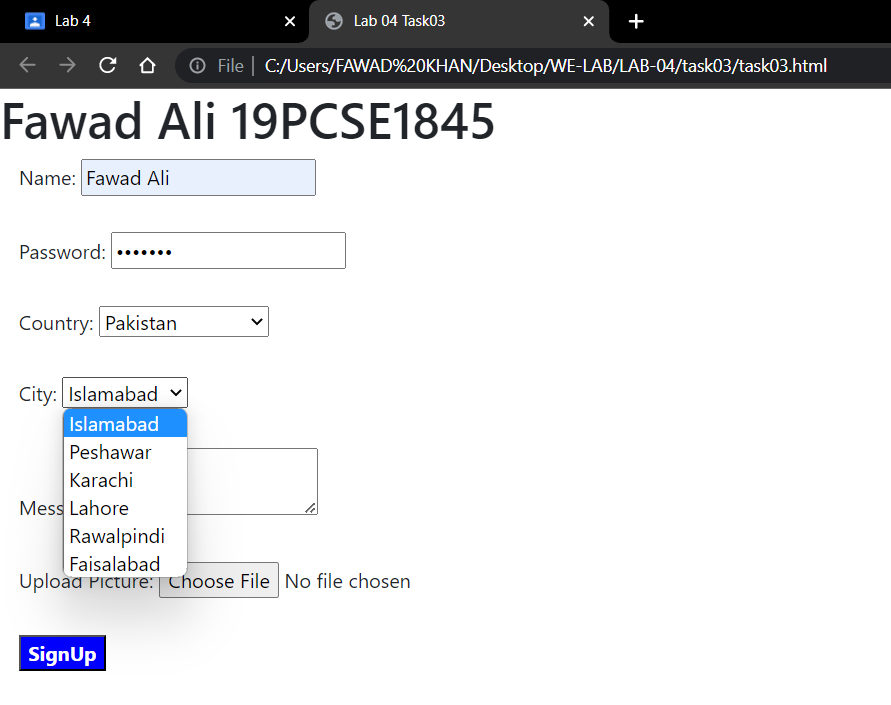 Lab 4
Lab 04 Task03
File | C:/Users/FAWAD%20KHAN/Desktop/WE-LAB/LAB-04/task03/task03.html
Fawad Ali 19PCSE1845
Name: Fawad Ali
Password: •••••••
Country: Pakistan
City: Islamabad
Islamabad
Peshawar
Karachi
Lahore
Mess
Rawalpindi
Faisalabad
Upload Picture: Choose File No file chosen
SignUp